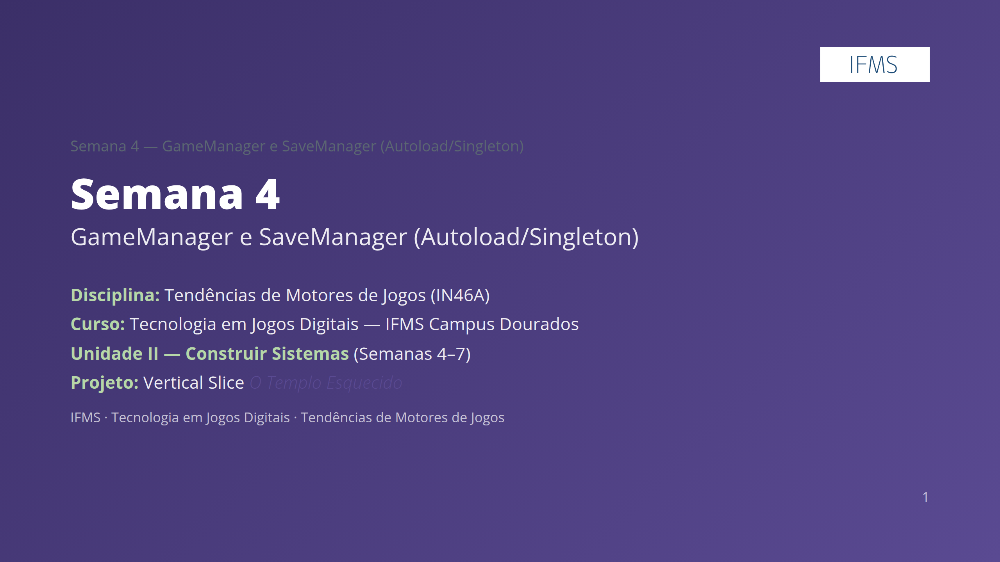 IFMS
Semana 4 — GameManager e SaveManager (Autoload/Singleton)
Semana 4
GameManager e SaveManager (Autoload/Singleton)
Disciplina: Tendências de Motores de Jogos (IN46A)
Curso: Tecnologia em Jogos Digitais — IFMS Campus Dourados
Unidade II — Construir Sistemas (Semanas 4–7)
Projeto: Vertical Slice O Templo Esquecido
IFMS · Tecnologia em Jogos Digitais · Tendências de Motores de Jogos
1